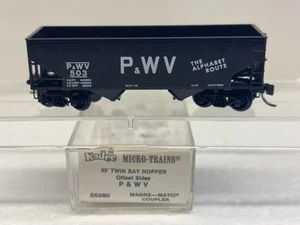 P & WV
503
P & WV
THE
ALPHABET
ROUTE
Kadee MICRO-TRAINS®
33' TWIN BAY HOPPER
Offset Sides
P & W V
55260 MAGNE-MATIC®
COUPLER